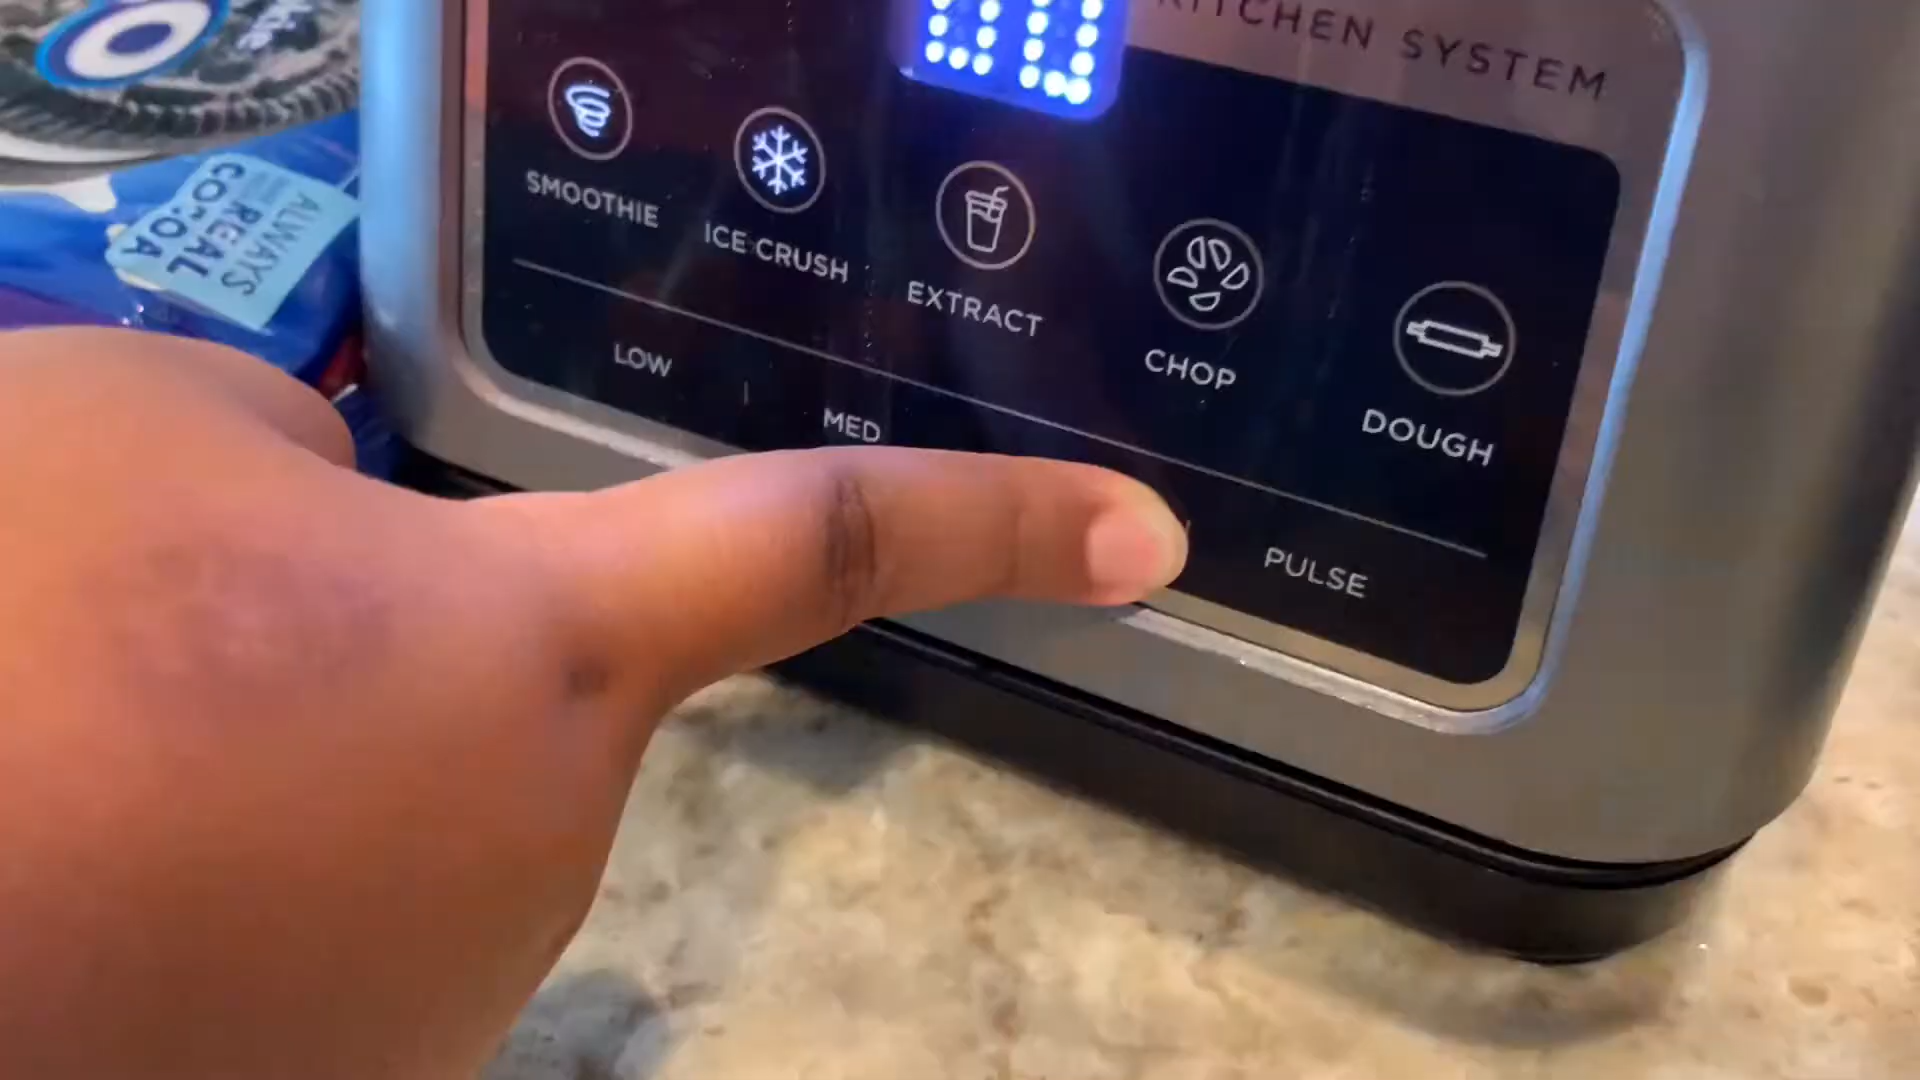 KITCHEN SYSTEM
SMOOTHIE
ICE CRUSH
EXTRACT
CHOP
DOUGH
LOW
MED
PULSE
ALWAYS
REAL
COCOA